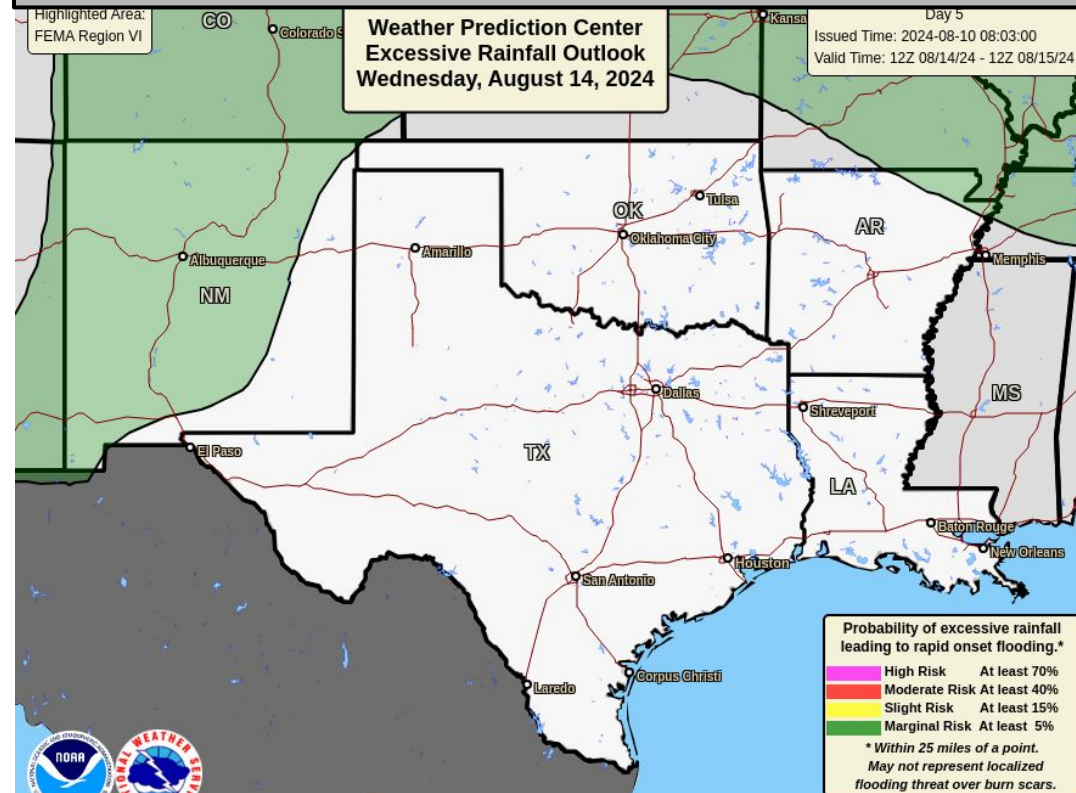 Highlighted Area:
FEMA Region VI
Weather Prediction Center
Excessive Rainfall Outlook
Wednesday, August 14, 2024
Day 5
Issued Time: 2024-08-10 08:03:00
Valid Time: 12Z 08/14/24 - 12Z 08/15/24
CO
Colorado S
Kansa
Tulsa
OK
Oklahoma City
AR
Amarillo
Albuquerque
Memphis
NM
Dallas
MS
Shreveport
El Paso
TX
LA
Baton Rouge
New Orleans
Houston
San Antonio
Corpus Christi
Laredo
Probability of excessive rainfall
leading to rapid onset flooding.*
High Risk At least 70%
Moderate Risk At least 40%
Slight Risk At least 15%
Marginal Risk At least 5%
* Within 25 miles of a point.
May not represent localized
flooding threat over burn scars.
NOAA
WEATHER